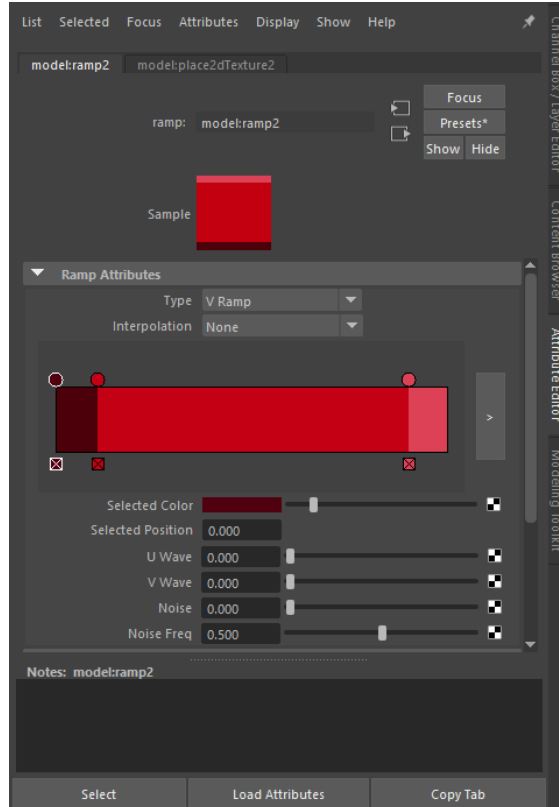 List Selected Focus Attributes Display Show Help
model:ramp2 model:place2dTexture2
Focus
ramp: model:ramp2
Presets*
Show Hide
Sample
Ramp Attributes
Type V Ramp
Interpolation None
>
Selected Color
Selected Position 0.000
U Wave 0.000
V Wave 0.000
Noise 0.000
Noise Freq 0.500
Notes: model:ramp2
Select Load Attributes Copy Tab
Channel Box / Layer Editor
Content Browser
Attribute Editor
Modeling Toolkit